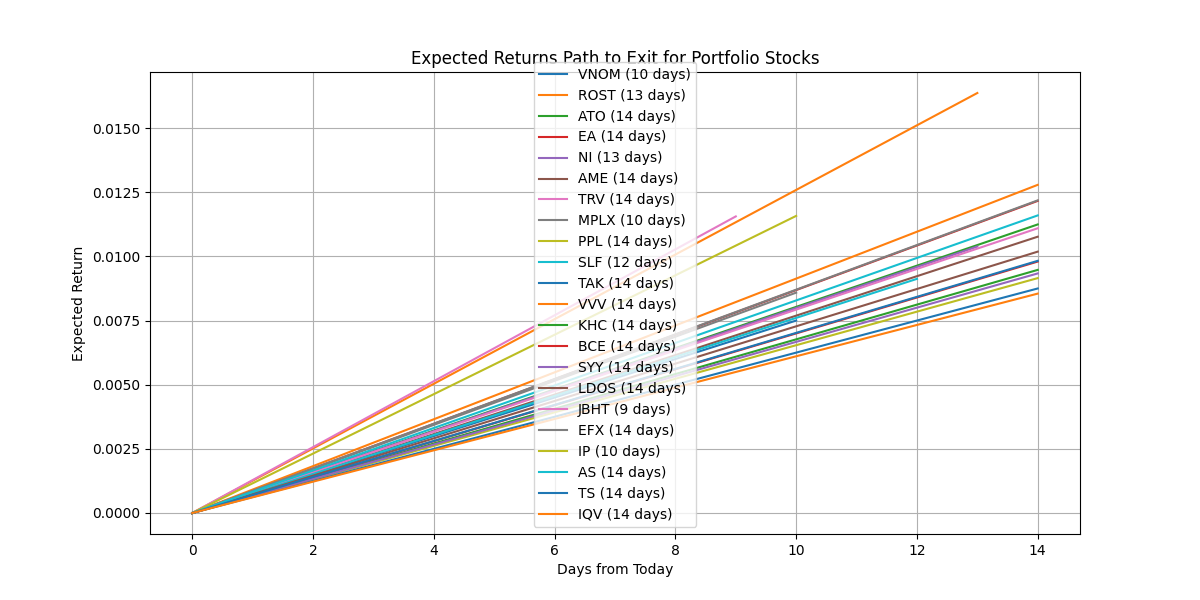 Expected Returns Path to Exit for Portfolio Stocks
VNOM (10 days)
ROST (13 days)
ATO (14 days)
EA (14 days)
NI (13 days)
AME (14 days)
TRV (14 days)
MPLX (10 days)
PPL (14 days)
SLF (12 days)
TAK (14 days)
VVV (14 days)
KHC (14 days)
BCE (14 days)
SYY (14 days)
LDOS (14 days)
JBHT (9 days)
EFX (14 days)
IP (10 days)
AS (14 days)
TS (14 days)
IQV (14 days)
Expected Return
0.0150
0.0125
0.0100
0.0075
0.0050
0.0025
0.0000
0 2 4 6 8 10 12 14
Days from Today